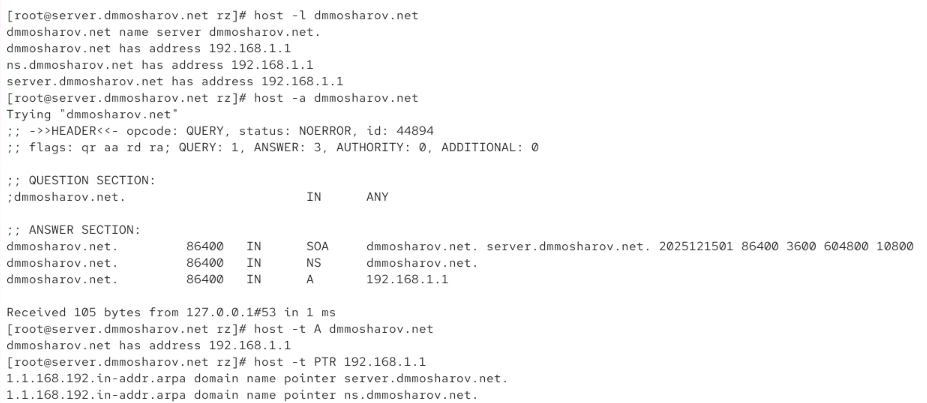 [root@server.dmmosharov.net rz]# host -l dmmosharov.net
dmmosharov.net name server dmmosharov.net.
dmmosharov.net has address 192.168.1.1
ns.dmmosharov.net has address 192.168.1.1
server.dmmosharov.net has address 192.168.1.1
[root@server.dmmosharov.net rz]# host -a dmmosharov.net
Trying "dmmosharov.net"
;; ->>HEADER<<- opcode: QUERY, status: NOERROR, id: 44894
;; flags: qr aa rd ra; QUERY: 1, ANSWER: 3, AUTHORITY: 0, ADDITIONAL: 0

;; QUESTION SECTION:
;dmmosharov.net.                        IN      ANY

;; ANSWER SECTION:
dmmosharov.net.         86400   IN      SOA     dmmosharov.net. server.dmmosharov.net. 2025121501 86400 3600 604800 10800
dmmosharov.net.         86400   IN      NS      dmmosharov.net.
dmmosharov.net.         86400   IN      A       192.168.1.1

Received 105 bytes from 127.0.0.1#53 in 1 ms
[root@server.dmmosharov.net rz]# host -t A dmmosharov.net
dmmosharov.net has address 192.168.1.1
[root@server.dmmosharov.net rz]# host -t PTR 192.168.1.1
1.1.168.192.in-addr.arpa domain name pointer server.dmmosharov.net.
1.1.168.192.in-addr.arpa domain name pointer ns.dmmosharov.net.